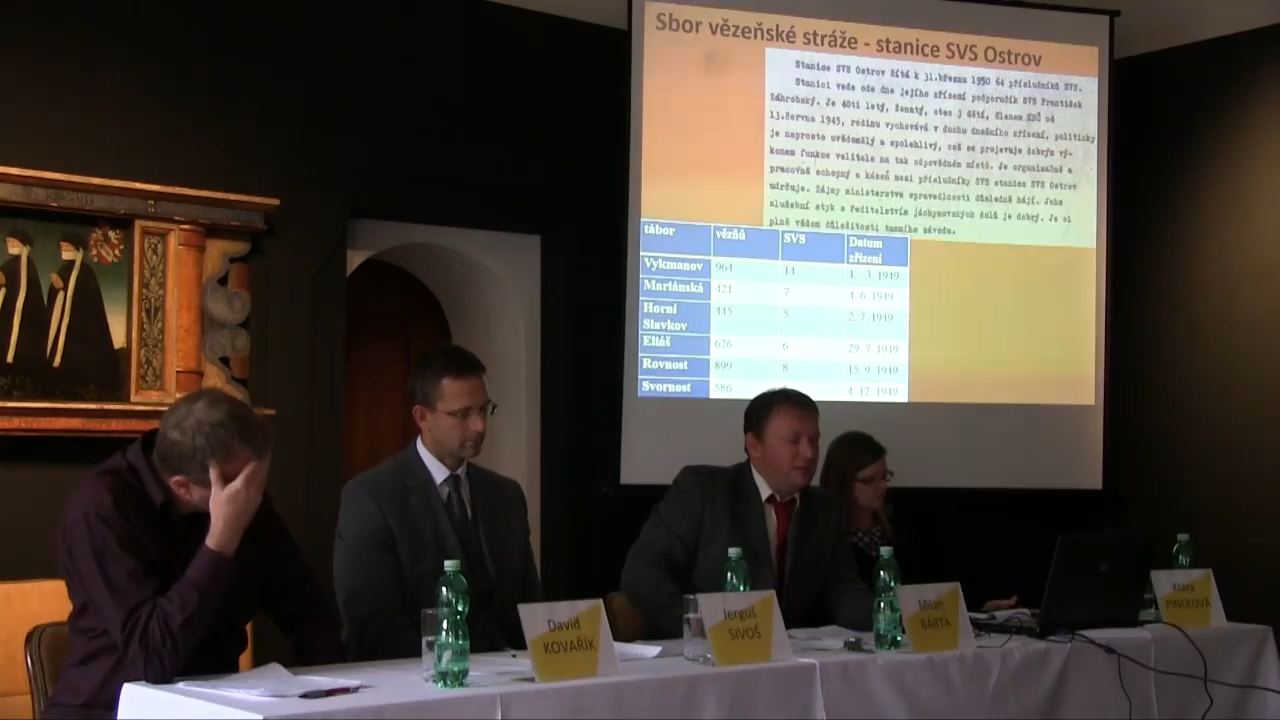 Sbor vězeňské stráže - stanice SVS Ostrov
Stanice SVS Ostrov čítá k 31.březnu 1950 64 příslušníků SVS.
Stanici vede ode dne jejího zřízení podporučík SVS František
Záhrobský. Je 40ti letý, ženatý, otec 3 dětí, členem KSČ od
13.června 1945, rodinu vychovává v duchu dnešního zřízení, politicky
je naprosto uvědomělý a spolehlivý, což se projevuje dobrým vý-
konem funkce velitele na tak odpovědném místě. Je organisačně a
pracovně schopný a kázeň mezi příslušníky SVS stanice SVS Ostrov
udržuje. Zájmy ministerstva spravedlnosti důsledně hájí. Jeho
služební styk s ředitelstvím jáchymovských dolů je dobrý. Je si
plně vědom důležitosti tamního závodu.
tábor vězňů SVS Datum zřízení
Vykmanov 964 14 1. 3. 1949
Mariánská 421 7 4. 6. 1949
Horní Slavkov 445 5 2. 7. 1949
Eliáš 626 6 29. 7. 1949
Rovnost 899 8 15. 9. 1949
Svornost 586 4. 12. 1949
David
KOVAŘÍK
Jerguš
SIVOŠ
Milan
BÁRTA
Klára
PINEROVÁ